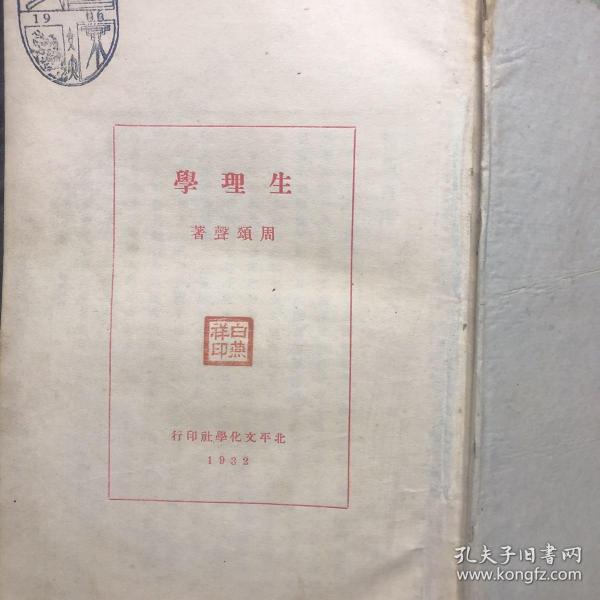 19
生理學
周頌聲著
白燕
祥印
北平文化學社印行
1932
孔夫子旧书网
www.kongfz.com